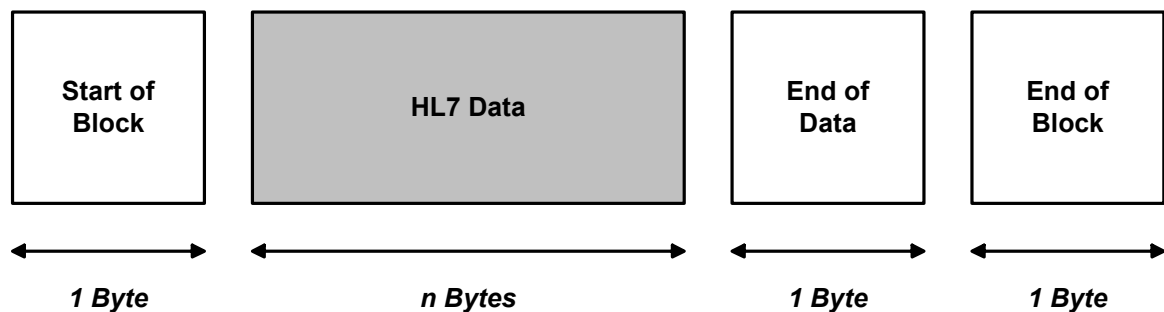 Start of
Block
HL7 Data
End of
Data
End of
Block
1 Byte
n Bytes
1 Byte
1 Byte